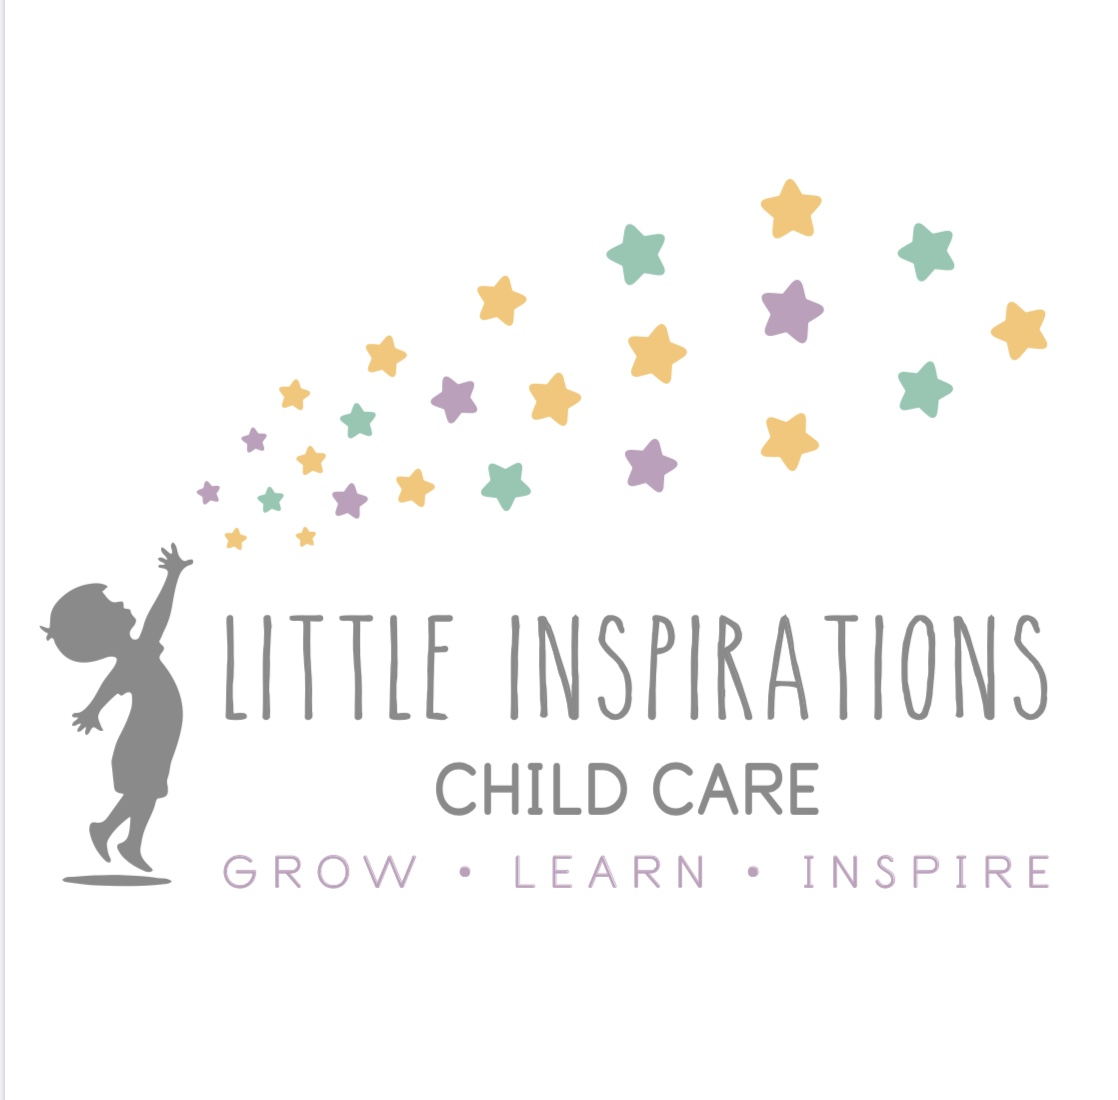 LITTLE INSPIRATIONS
CHILD CARE
GROW • LEARN • INSPIRE